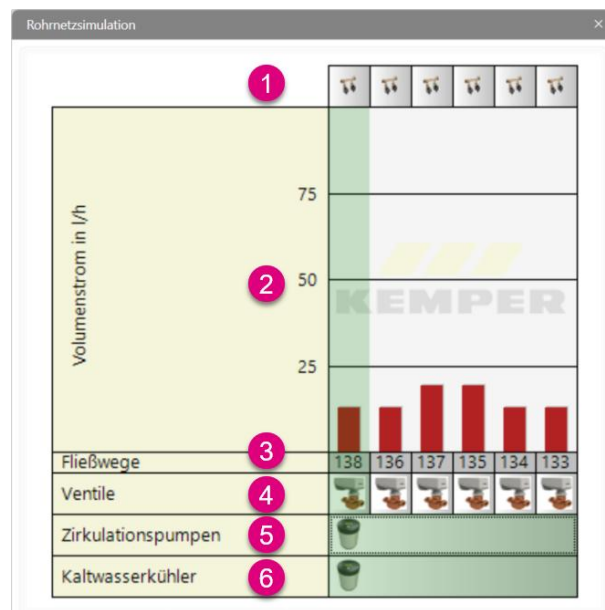 Rohrnetzsimulation ×
1
75
Volumenstrom in l/h
2 50
KEMPER
25
3
Fließwege 138 136 137 135 134 133
Ventile 4
Zirkulationspumpen 5
Kaltwasserkühler 6